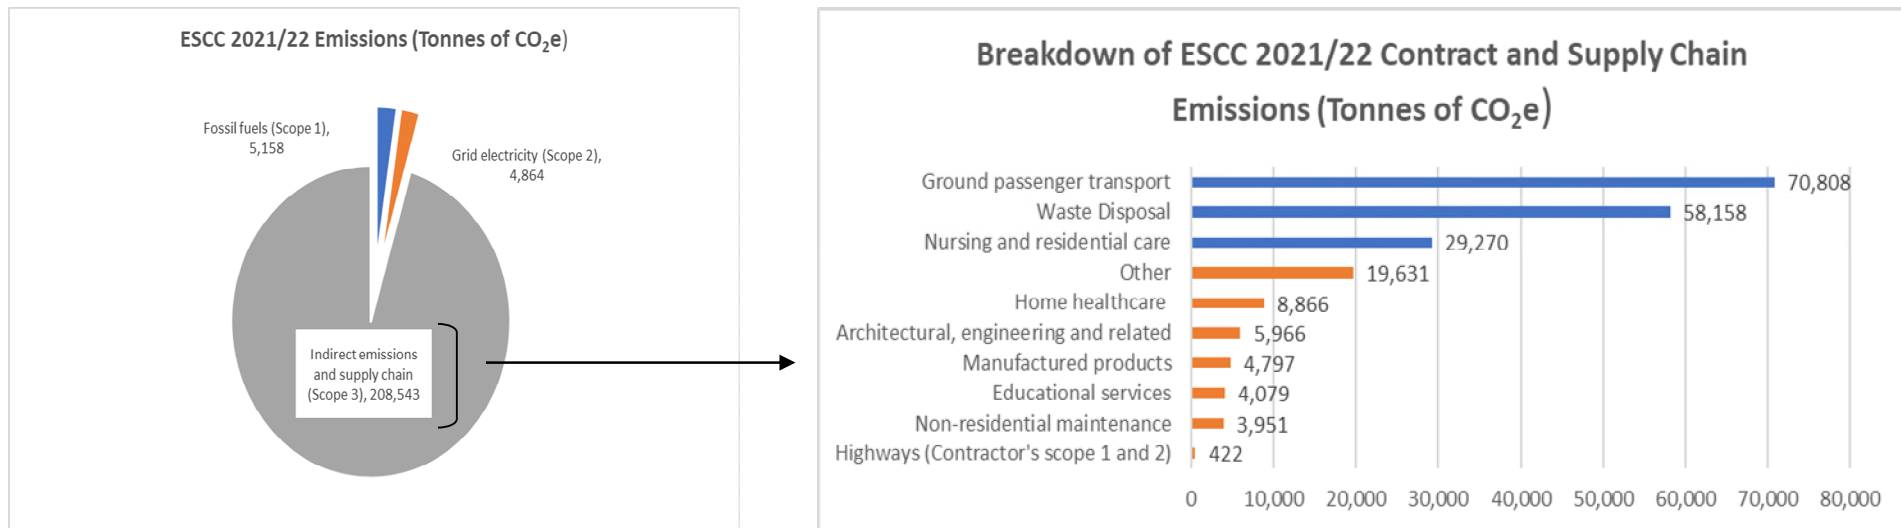 ESCC 2021/22 Emissions (Tonnes of CO₂e)
Fossil fuels (Scope 1),
5,158
Grid electricity (Scope 2),
4,864
Indirect emissions
and supply chain
(Scope 3), 208,543
Breakdown of ESCC 2021/22 Contract and Supply Chain
Emissions (Tonnes of CO₂e)
Ground passenger transport 70,808
Waste Disposal 58,158
Nursing and residential care 29,270
Other 19,631
Home healthcare 8,866
Architectural, engineering and related 5,966
Manufactured products 4,797
Educational services 4,079
Non-residential maintenance 3,951
Highways (Contractor's scope 1 and 2) 422
0 10,000 20,000 30,000 40,000 50,000 60,000 70,000 80,000